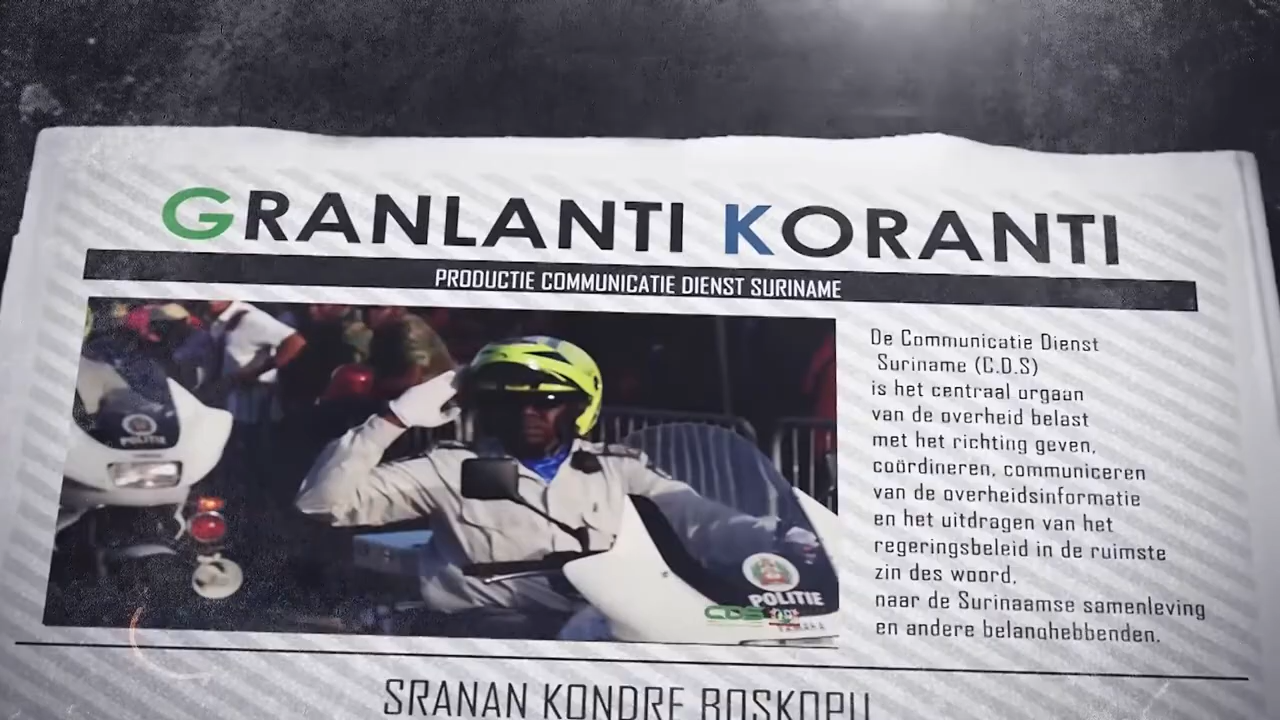 GRANLANTI KORANTI
PRODUCTIE COMMUNICATIE DIENST SURINAME
De Communicatie Dienst
Suriname (C.D.S)
is het centraal orgaan
van de overheid belast
met het richting geven,
coördineren, communiceren
van de overheidsinformatie
en het uitdragen van het
regeringsbeleid in de ruimste
zin des woord,
naar de Surinaamse samenleving
en andere belanghebbenden.
POLITIE
POLITIE
CDS
SRANAN KONDRE BOSKOPU